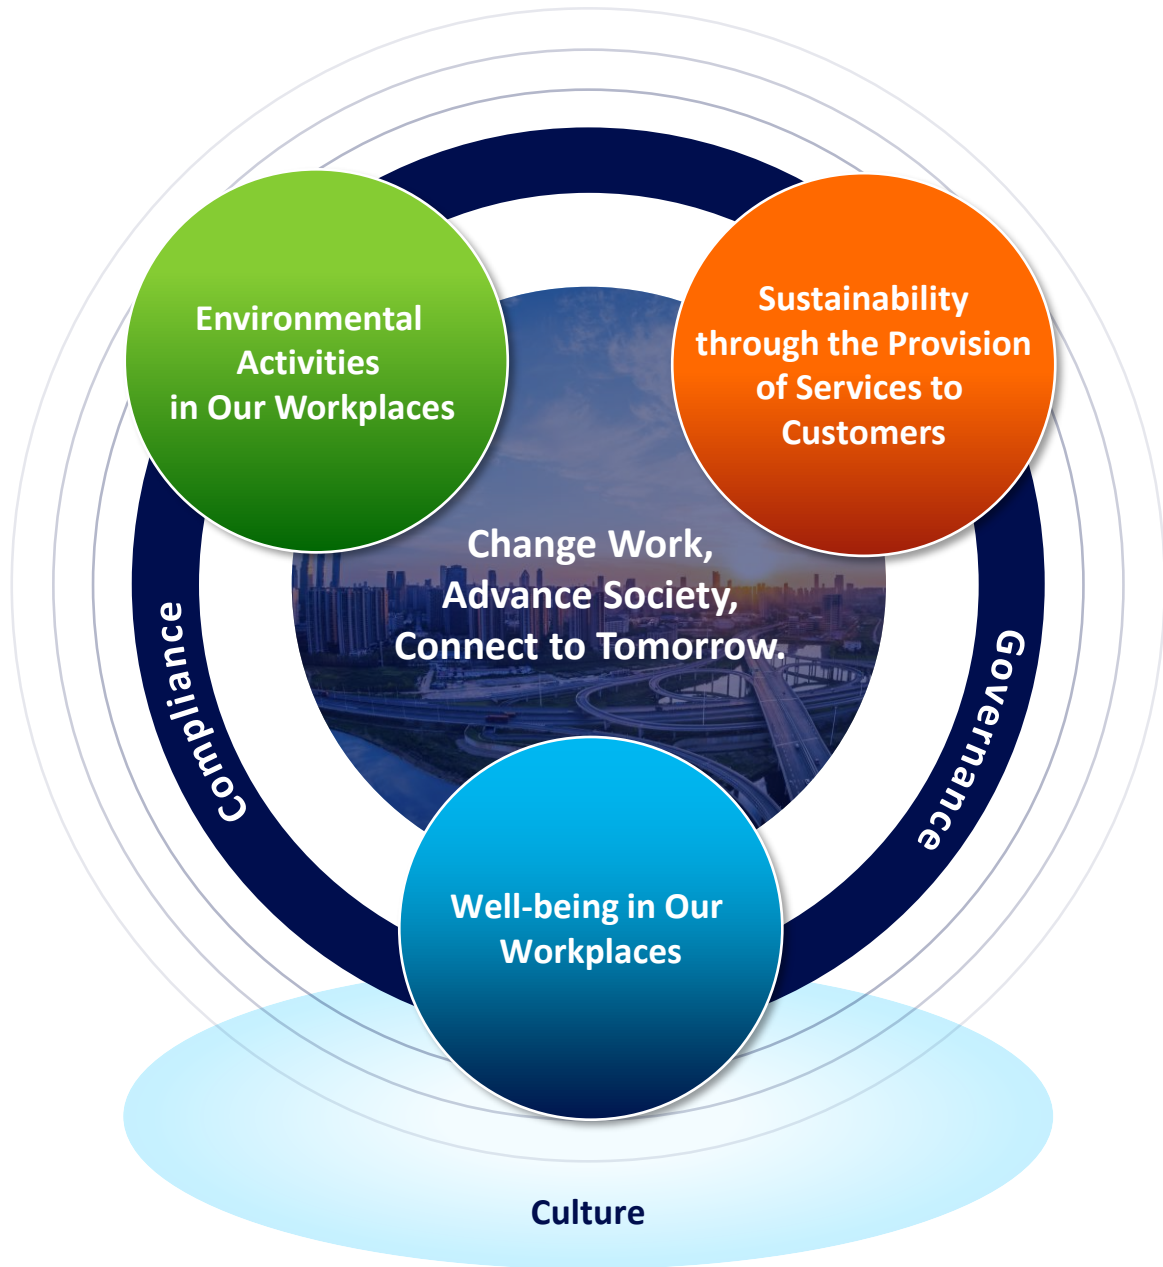 Environmental
Activities
in Our Workplaces
Sustainability
through the Provision
of Services to
Customers
Change Work,
Advance Society,
Connect to Tomorrow.
Compliance
Governance
Well-being in Our
Workplaces
Culture